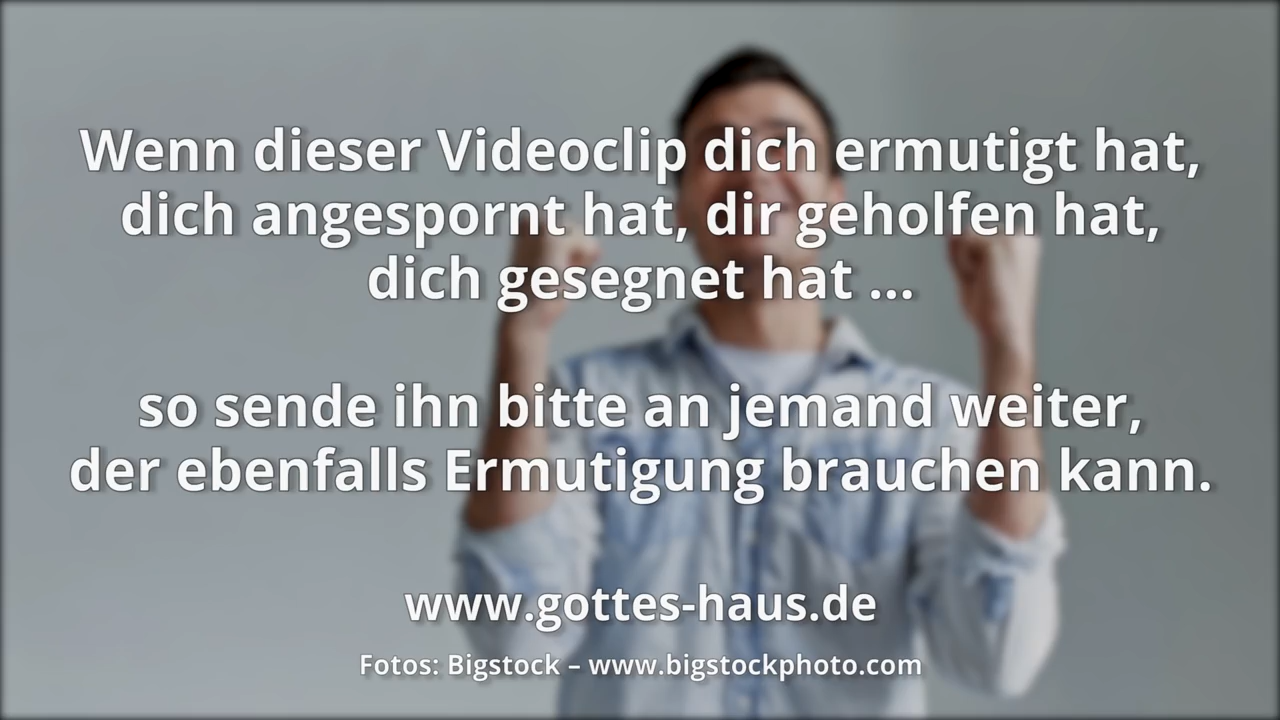 Wenn dieser Videoclip dich ermutigt hat,
dich angespornt hat, dir geholfen hat,
dich gesegnet hat ...
so sende ihn bitte an jemand weiter,
der ebenfalls Ermutigung brauchen kann.
www.gottes-haus.de
Fotos: Bigstock – www.bigstockphoto.com